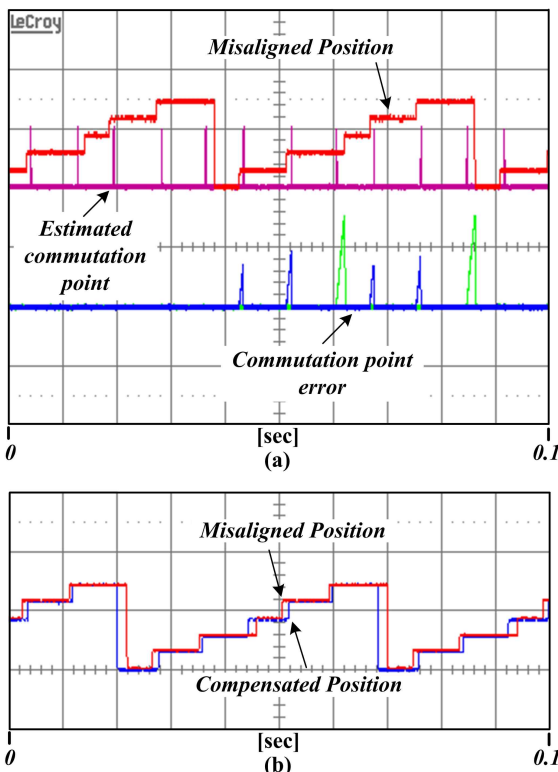 LeCroy
Misaligned Position
Estimated
commutation
point
Commutation point
error
0
[sec]
0.1
(a)
Misaligned Position
Compensated Position
0
[sec]
0.1
(b)